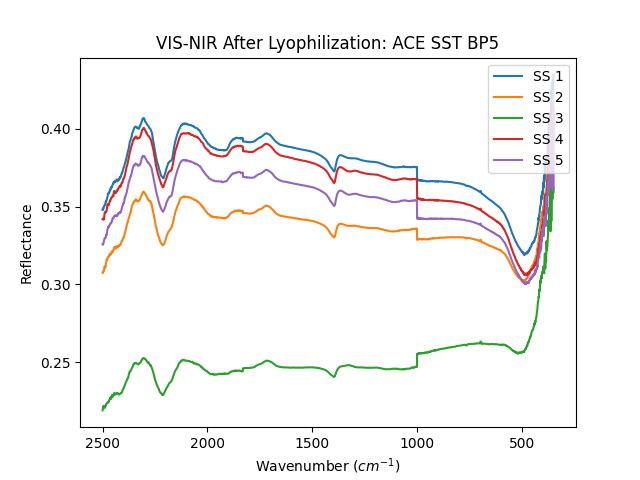 VIS-NIR After Lyophilization: ACE SST BP5
SS 1
SS 2
SS 3
SS 4
SS 5
0.40
0.35
0.30
0.25
Reflectance
2500 2000 1500 1000 500
Wavenumber (cm⁻¹)